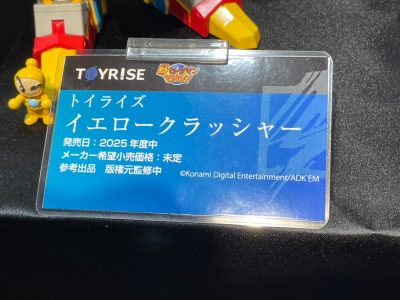 TOYRISE
トイライズ
イエロークラッシャー
発売日：2025年度中
メーカー希望小売価格：未定
参考出品　版権元監修中
©Konami Digital Entertainment/ADK EM